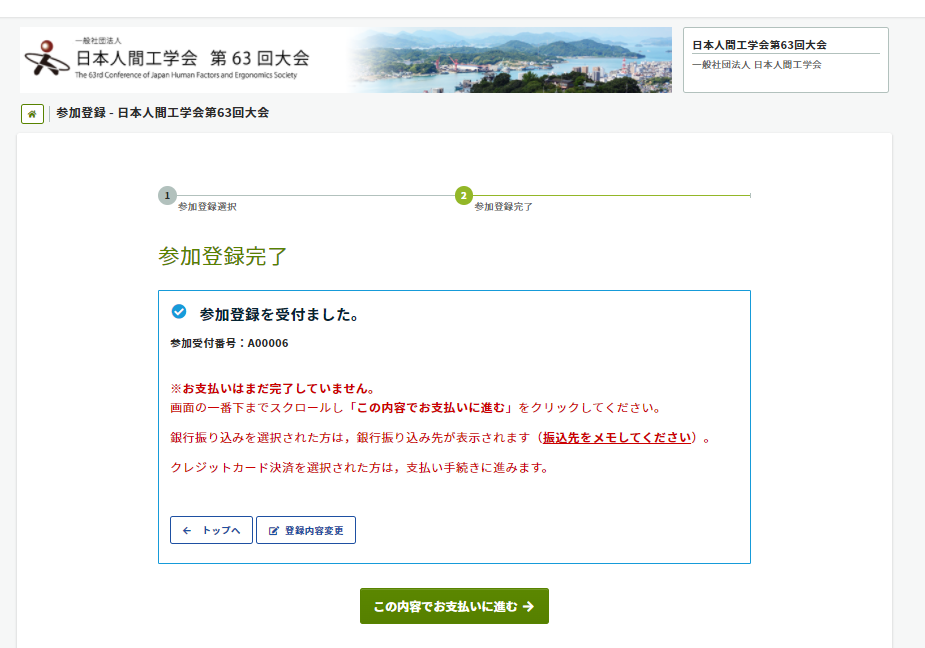 一般社団法人
日本人間工学会 第 63 回大会
The 63rd Conference of Japan Human Factors and Ergonomics Society
日本人間工学会第63回大会
一般社団法人 日本人間工学会
参加登録 - 日本人間工学会第63回大会
1
参加登録選択
2
参加登録完了
参加登録完了
参加登録を受付ました。
参加受付番号：A00006
※お支払いはまだ完了していません。
画面の一番下までスクロールし「この内容でお支払いに進む」をクリックしてください。
銀行振り込みを選択された方は，銀行振り込み先が表示されます（振込先をメモしてください）。
クレジットカード決済を選択された方は，支払い手続きに進みます。
← トップへ
登録内容変更
この内容でお支払いに進む →